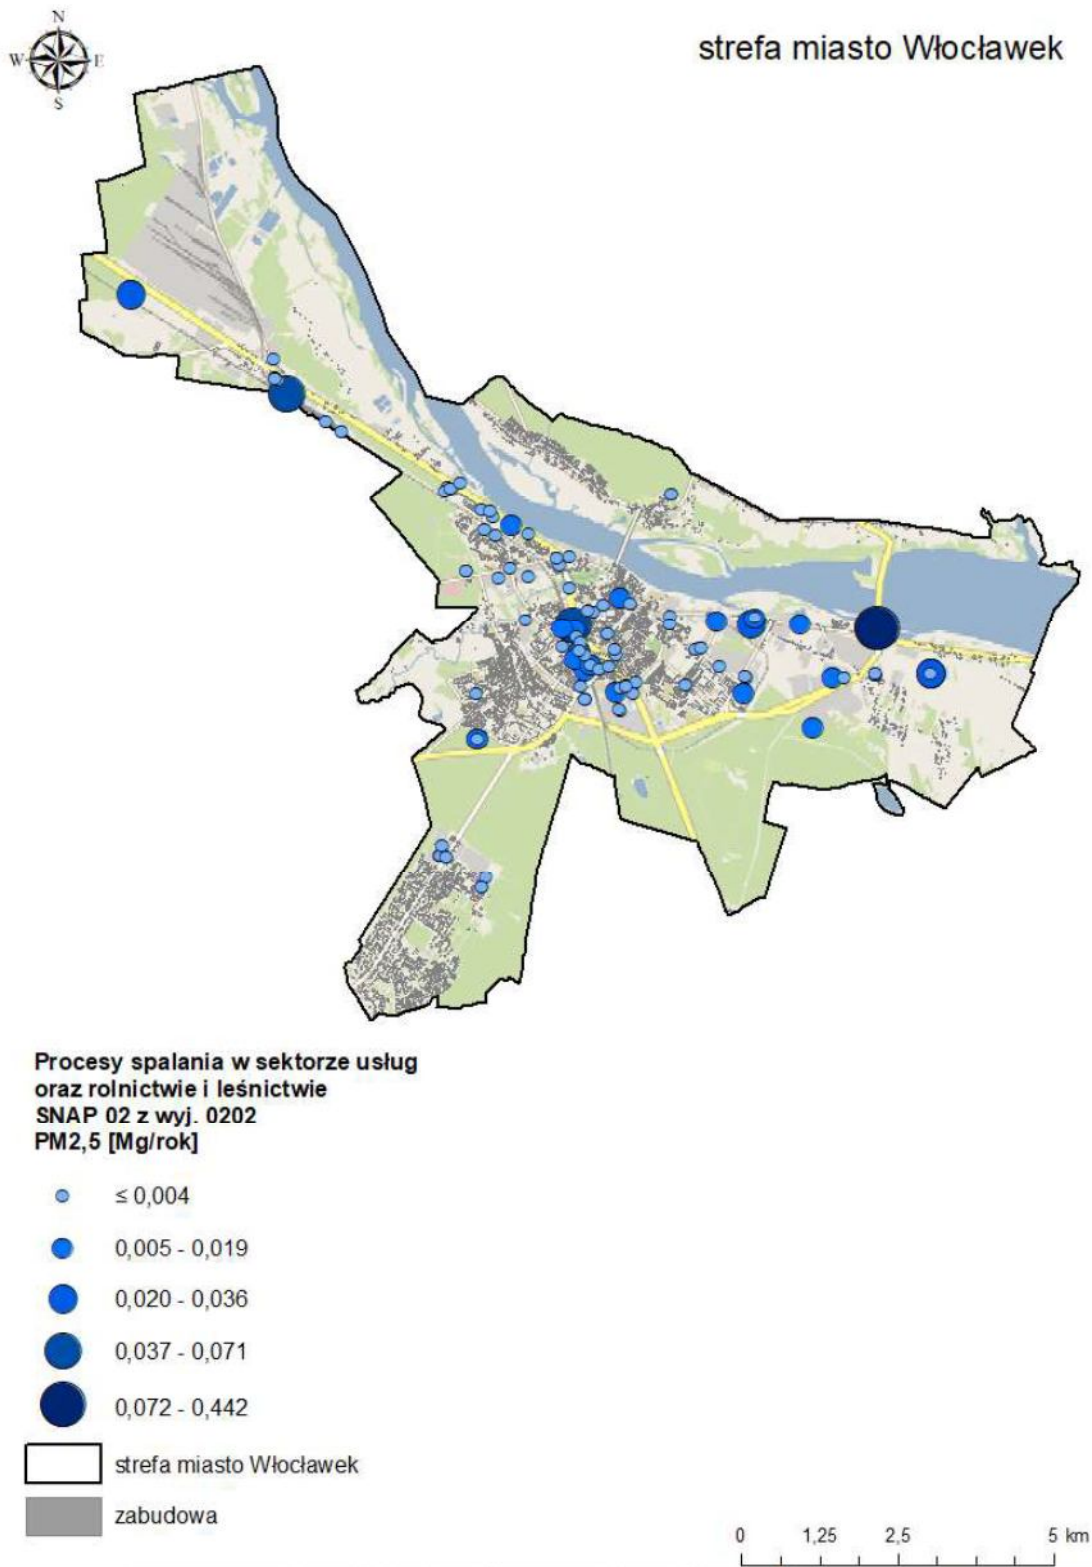 N
strefa miasto Włocławek
W E
S
Procesy spalania w sektorze usług
oraz rolnictwie i leśnictwie
SNAP 02 z wyj. 0202
PM2,5 [Mg/rok]
≤ 0,004
0,005 - 0,019
0,020 - 0,036
0,037 - 0,071
0,072 - 0,442
strefa miasto Włocławek
zabudowa
0 1,25 2,5 5 km